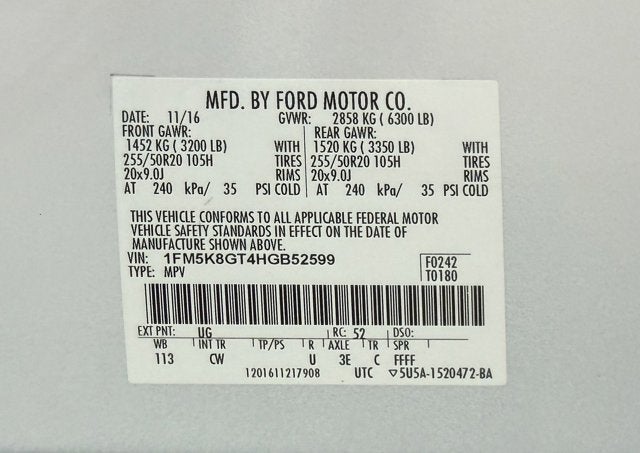 MFD. BY FORD MOTOR CO.
DATE: 11/16 GVWR: 2858 KG ( 6300 LB)
FRONT GAWR: REAR GAWR:
1452 KG ( 3200 LB) WITH 1520 KG ( 3350 LB) WITH
255/50R20 105H TIRES 255/50R20 105H TIRES
20x9.0J RIMS 20x9.0J RIMS
AT 240 kPa/ 35 PSI COLD AT 240 kPa/ 35 PSI COLD
THIS VEHICLE CONFORMS TO ALL APPLICABLE FEDERAL MOTOR
VEHICLE SAFETY STANDARDS IN EFFECT ON THE DATE OF
MANUFACTURE SHOWN ABOVE.
VIN: 1FM5K8GT4HGB52599 F0242
TYPE: MPV T0180
EXT PNT: UG RC: 52 DSO:
WB INT TR TP/PS R AXLE TR SPR
113 CW U 3E C FFFF
1201611217908 UTC ▽5U5A-1520472-BA